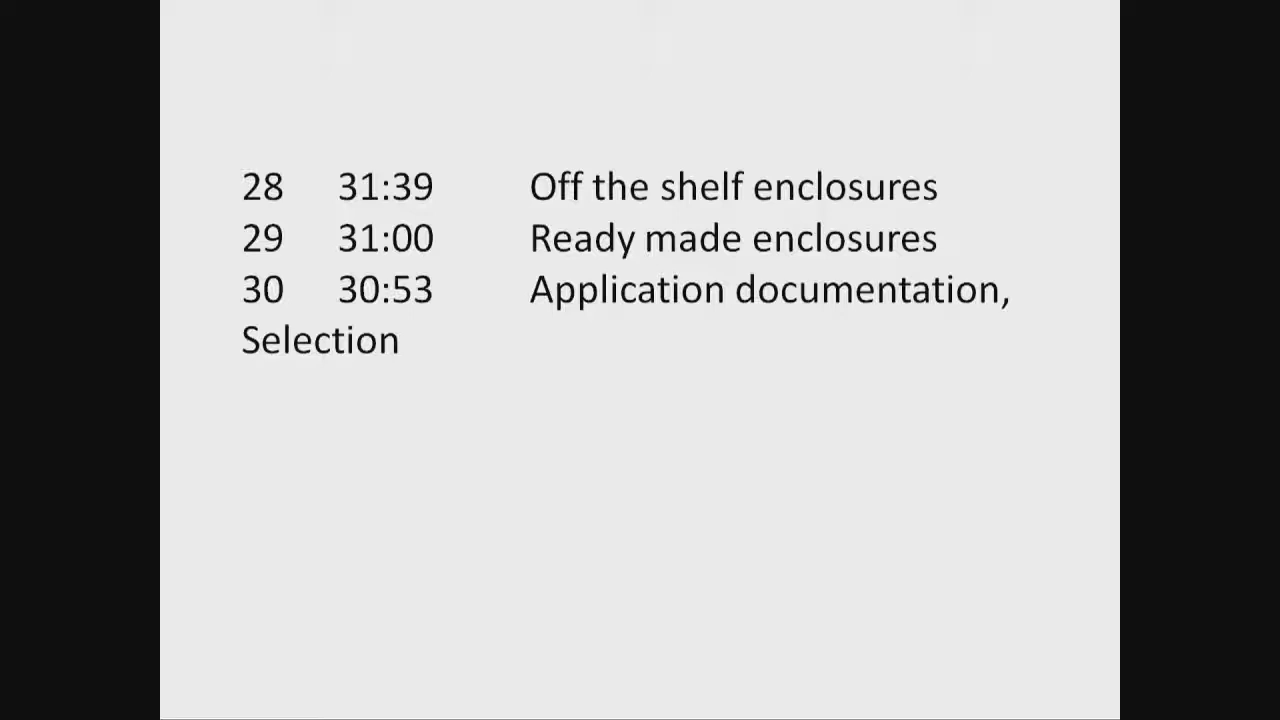 28 31:39 Off the shelf enclosures
29 31:00 Ready made enclosures
30 30:53 Application documentation,
Selection